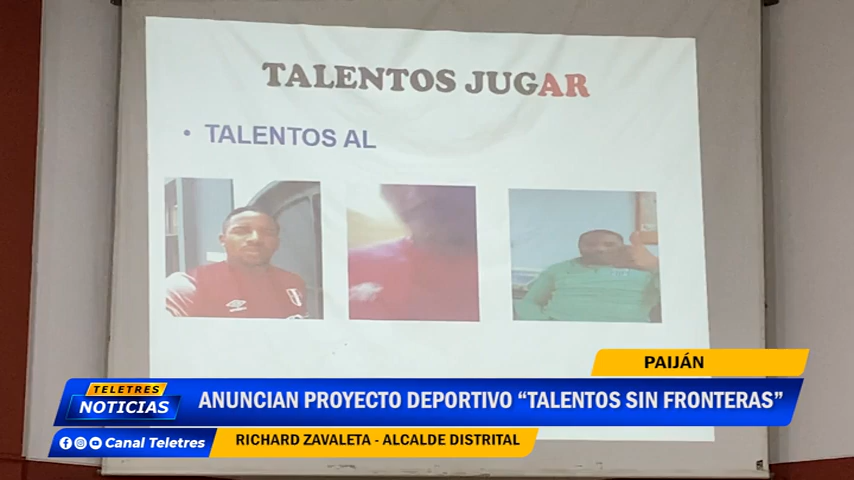 TALENTOS JUGAR
• TALENTOS AL
PAIJÁN
TELETRES
NOTICIAS
ANUNCIAN PROYECTO DEPORTIVO “TALENTOS SIN FRONTERAS”
Canal Teletres
RICHARD ZAVALETA - ALCALDE DISTRITAL